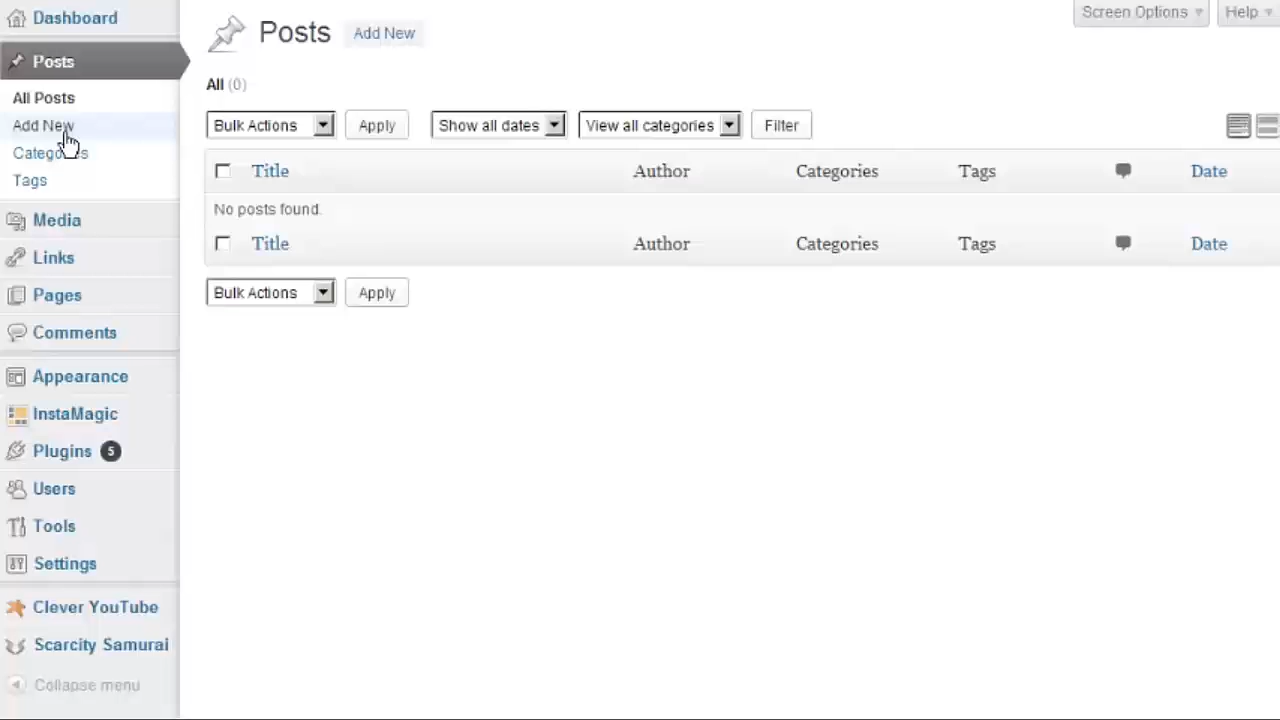 Dashboard
Posts
All Posts
Add New
Categories
Tags
Media
Links
Pages
Comments
Appearance
InstaMagic
Plugins 5
Users
Tools
Settings
Clever YouTube
Scarcity Samurai
Collapse menu
Screen Options Help
Posts Add New
All (0)
Bulk Actions Apply Show all dates View all categories Filter
Title Author Categories Tags Date
No posts found.
Title Author Categories Tags Date
Bulk Actions Apply